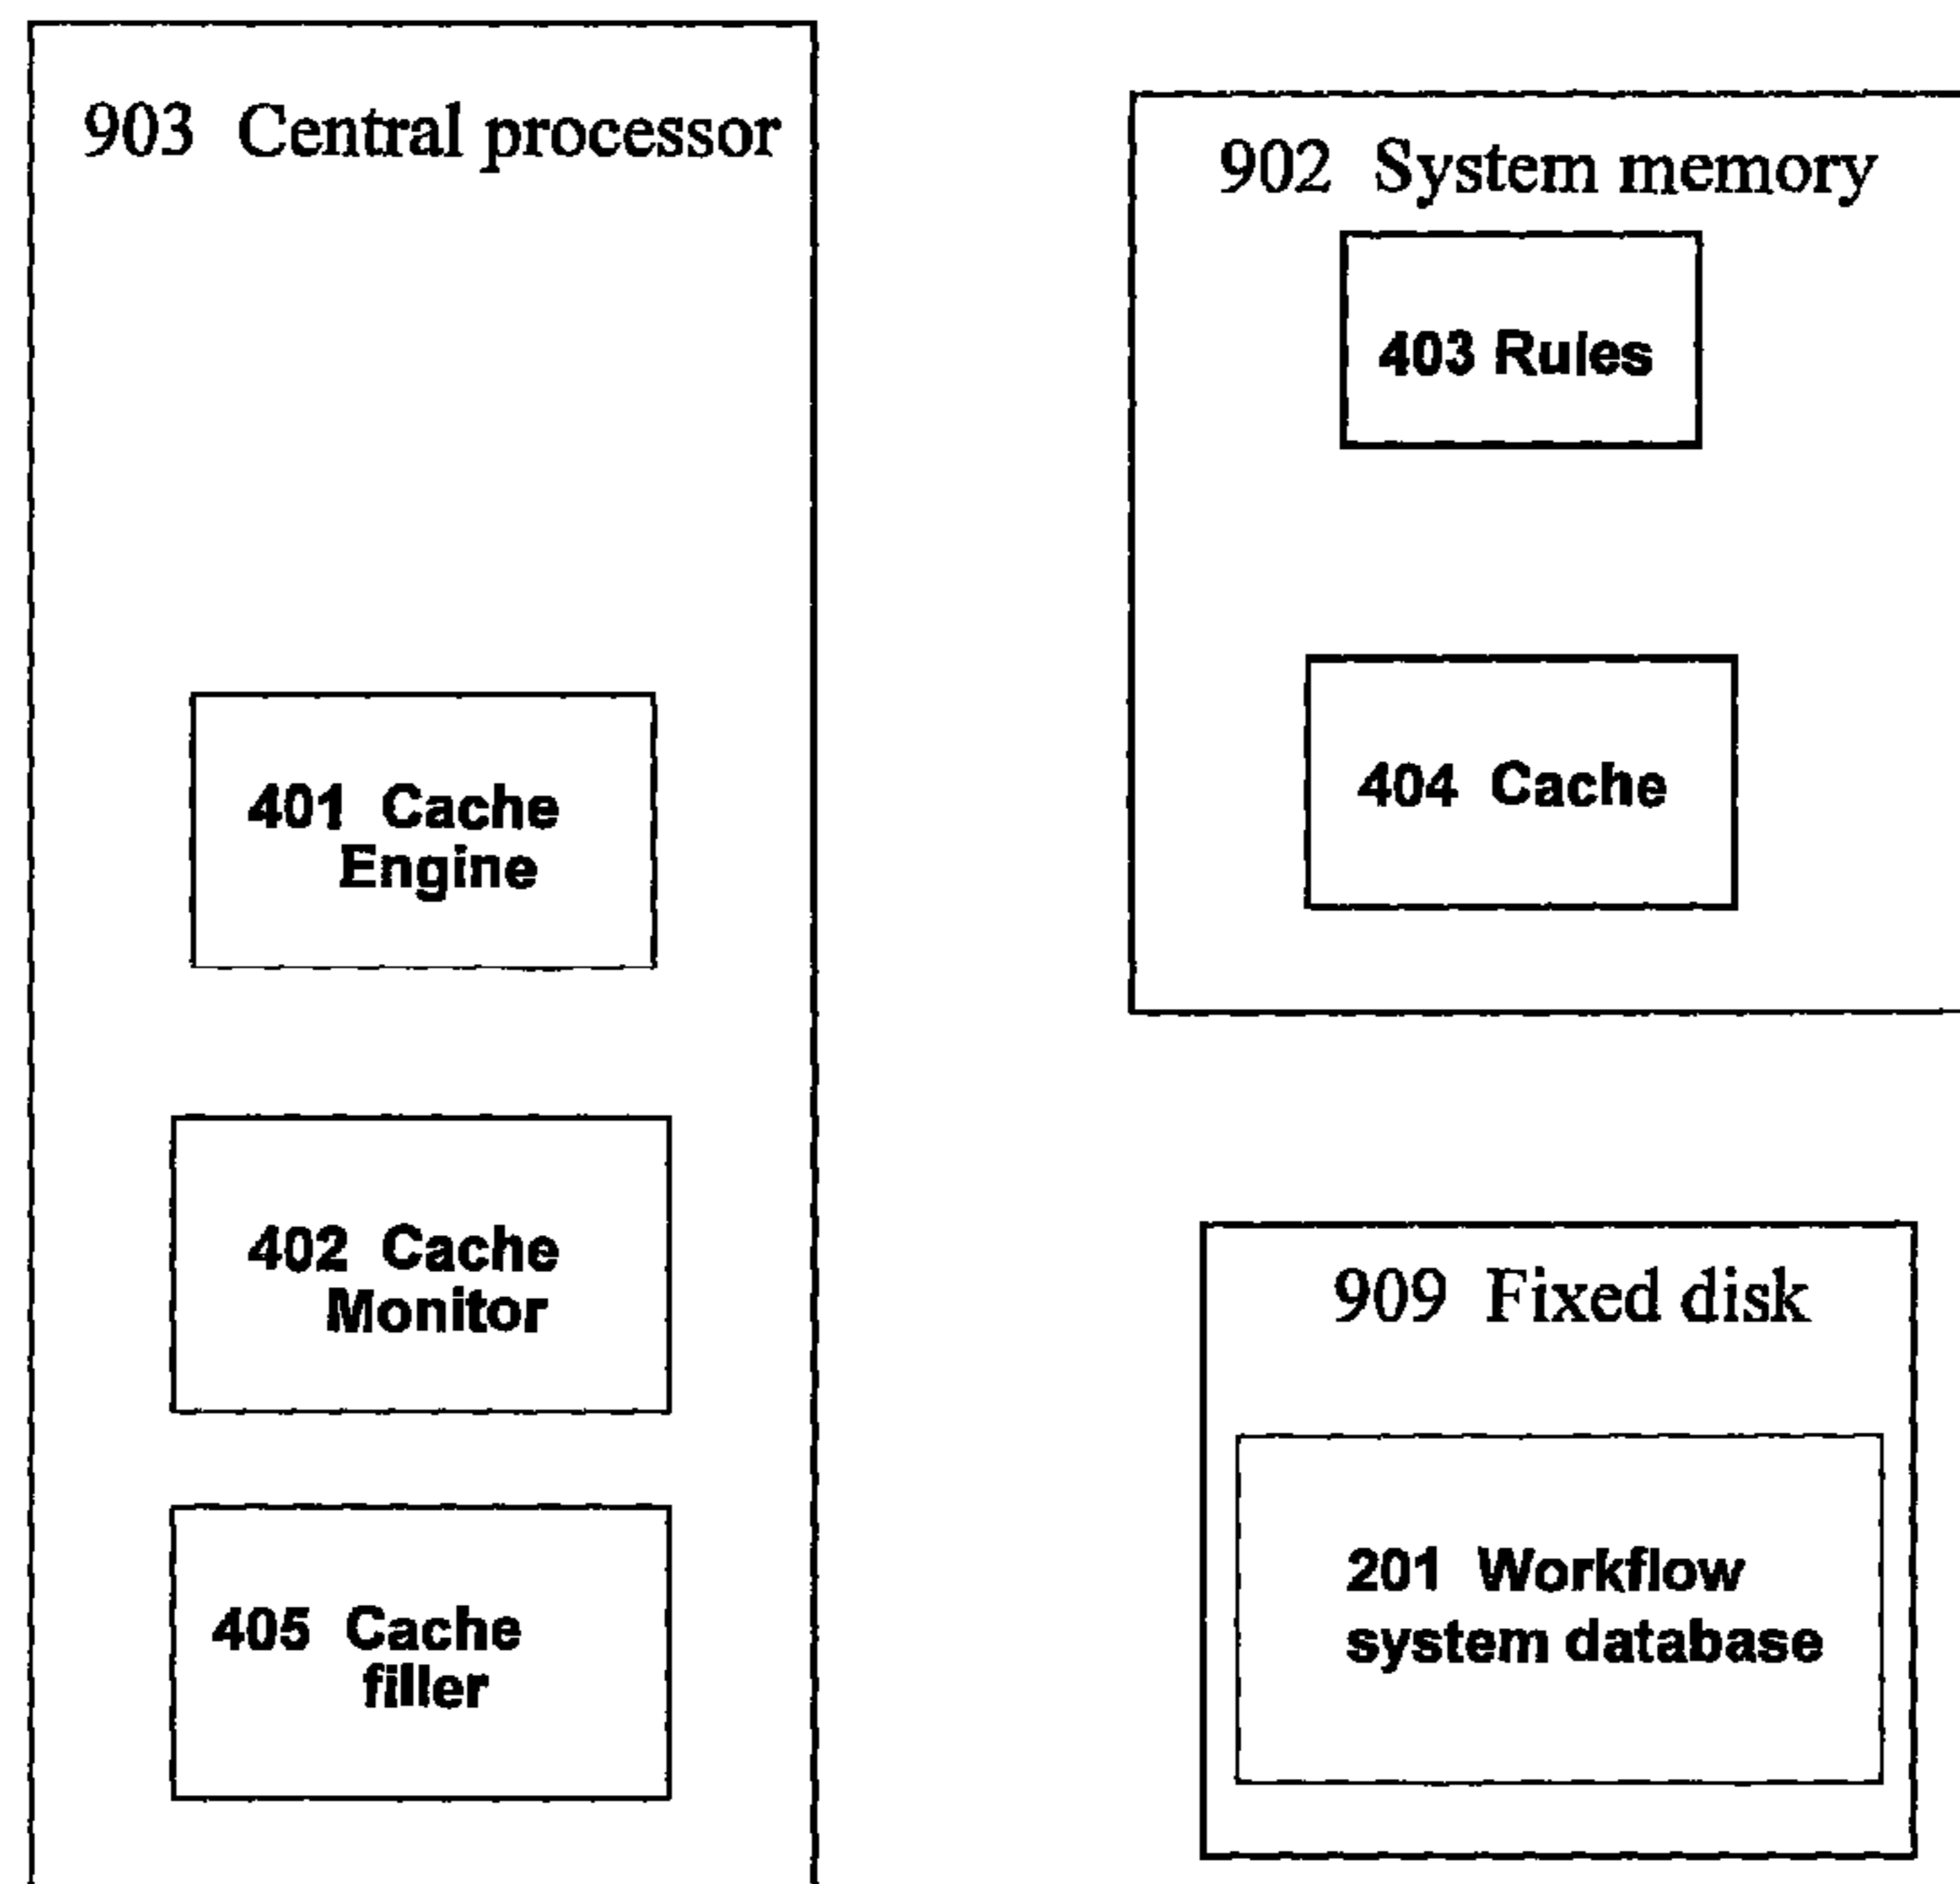 903 Central processor
401 Cache
Engine
402 Cache
Monitor
405 Cache
filler
902 System memory
403 Rules
404 Cache
909 Fixed disk
201 Workflow
system database